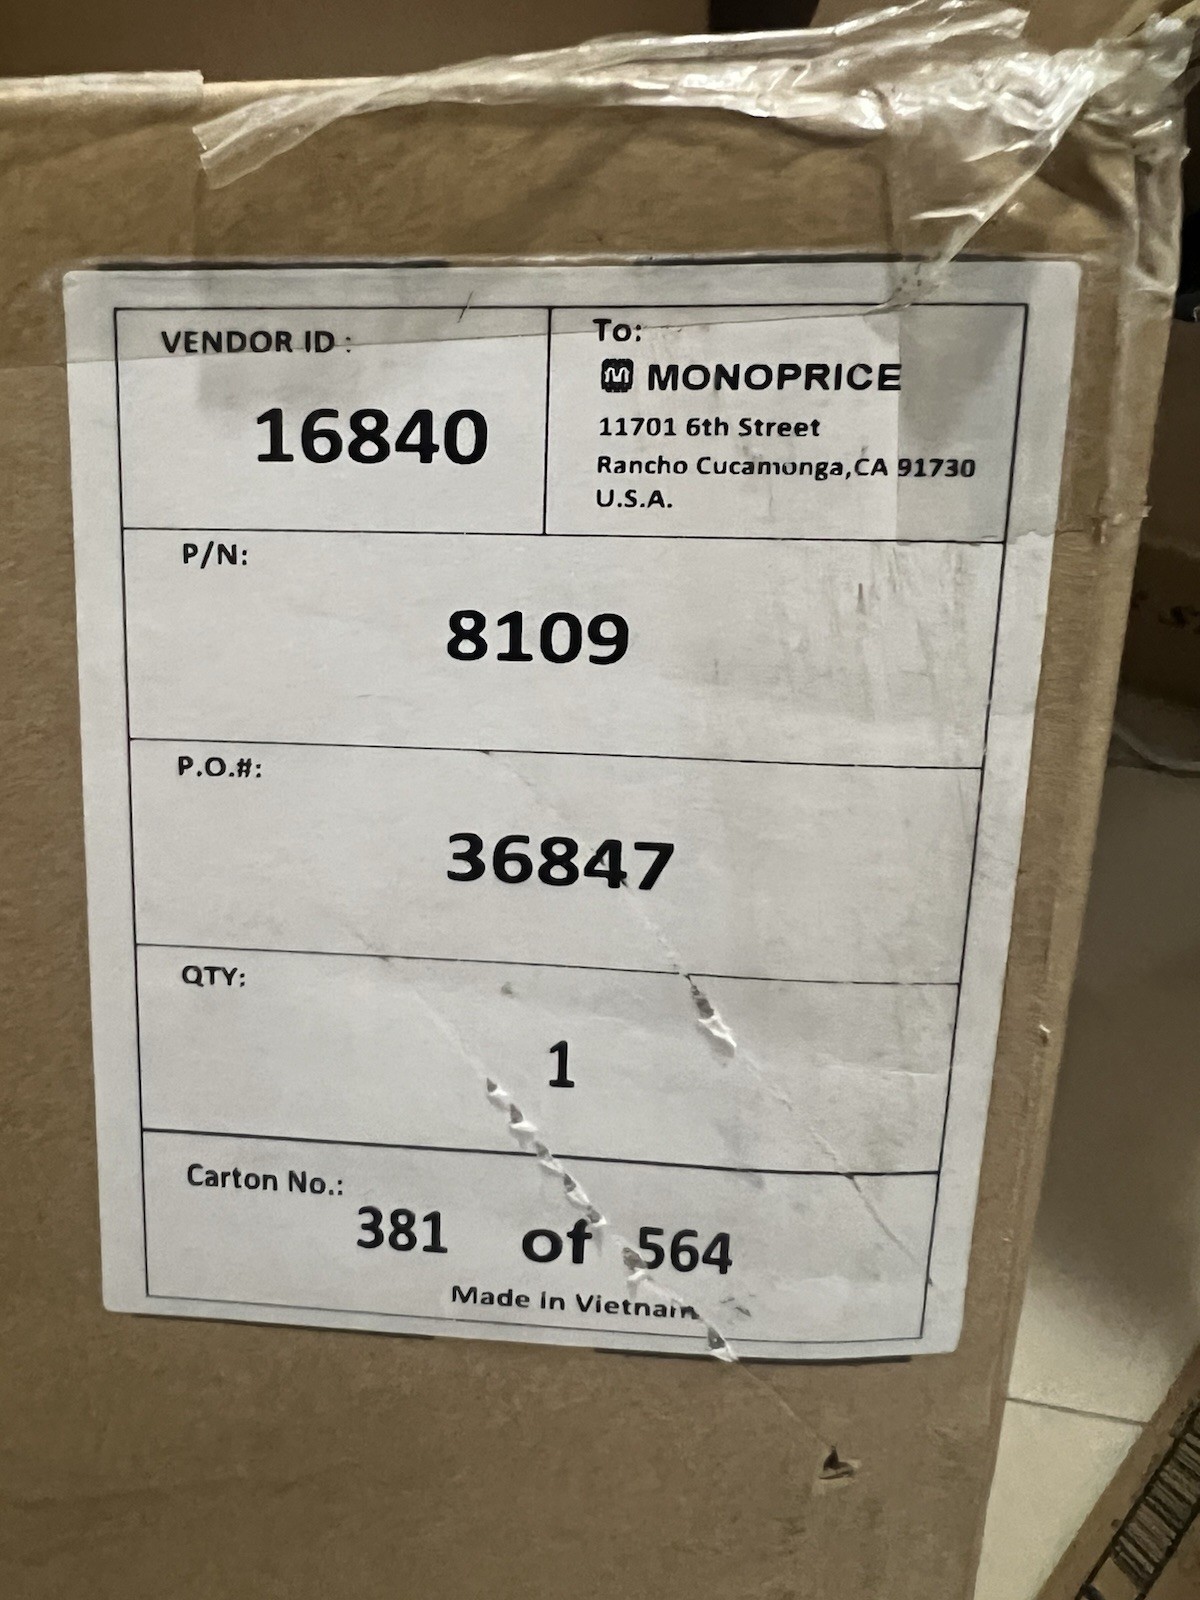 VENDOR ID :
16840
To:
MONOPRICE
11701 6th Street
Rancho Cucamonga,CA 91730
U.S.A.
P/N:
8109
P.O.#:
36847
QTY:
1
Carton No.:
381 of 564
Made in Vietnam